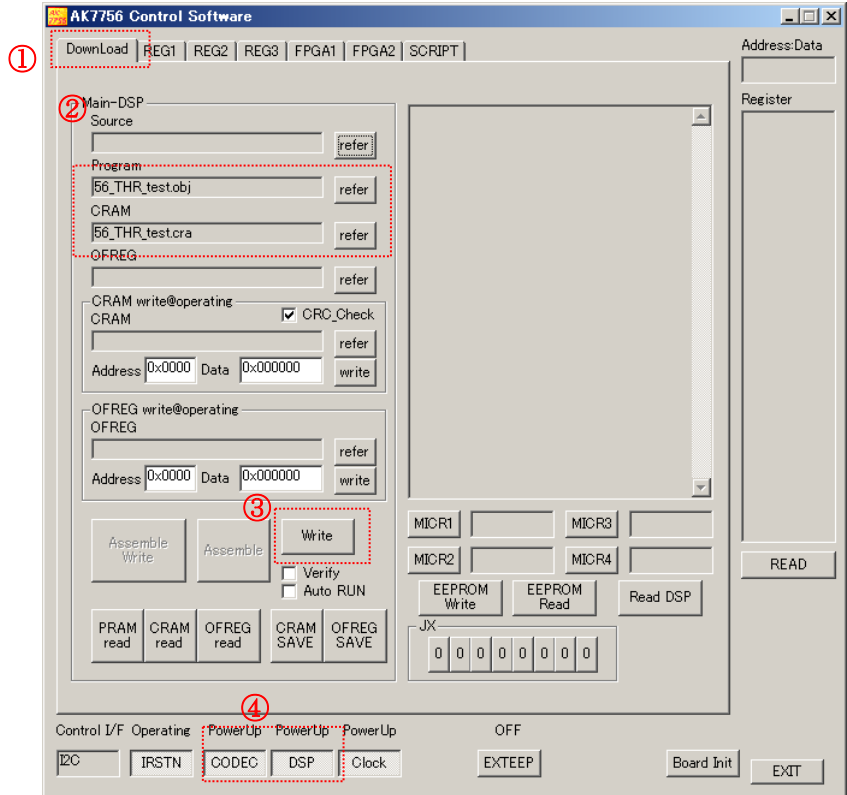 AK7756 Control Software
①
DownLoad REG1 REG2 REG3 FPGA1 FPGA2 SCRIPT
Address:Data
②
Main-DSP
Register
Source
refer
Program
56_THR_test.obj refer
CRAM
56_THR_test.cra refer
OFREG
refer
CRAM write@operating
CRAM CRC_Check
refer
Address 0x0000 Data 0x000000 write
OFREG write@operating
OFREG
refer
Address 0x0000 Data 0x000000 write
③
Assemble
Write
Assemble
Write
Verify
Auto RUN
PRAM
read
CRAM
read
OFREG
read
CRAM
SAVE
OFREG
SAVE
MICR1 MICR3
MICR2 MICR4
READ
EEPROM
Write
EEPROM
Read
Read DSP
JX
0 0 0 0 0 0 0 0
④
Control I/F Operating PowerUp PowerUp PowerUp OFF
I2C IRSTN CODEC DSP Clock EXTEEP Board Init EXIT